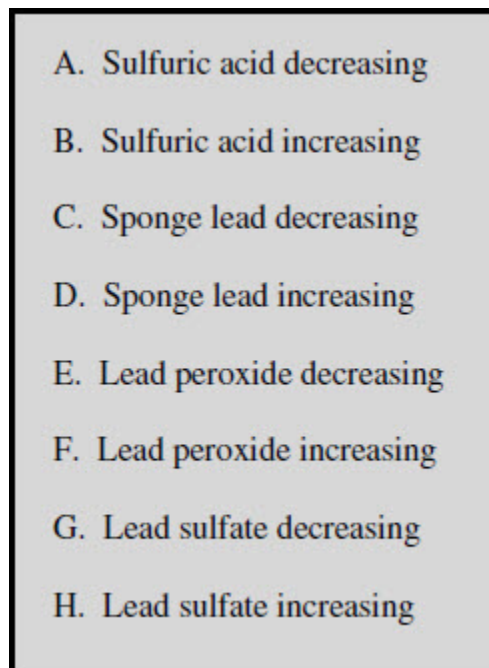 A. Sulfuric acid decreasing
B. Sulfuric acid increasing
C. Sponge lead decreasing
D. Sponge lead increasing
E. Lead peroxide decreasing
F. Lead peroxide increasing
G. Lead sulfate decreasing
H. Lead sulfate increasing